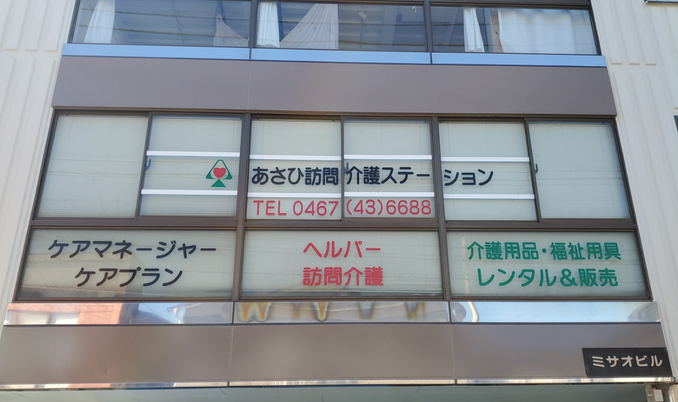 あさひ訪問介護ステーション
TEL 0467 (43)6688
ケアマネージャー
ケアプラン
ヘルパー
訪問介護
介護用品・福祉用具
レンタル＆販売
ミサオビル